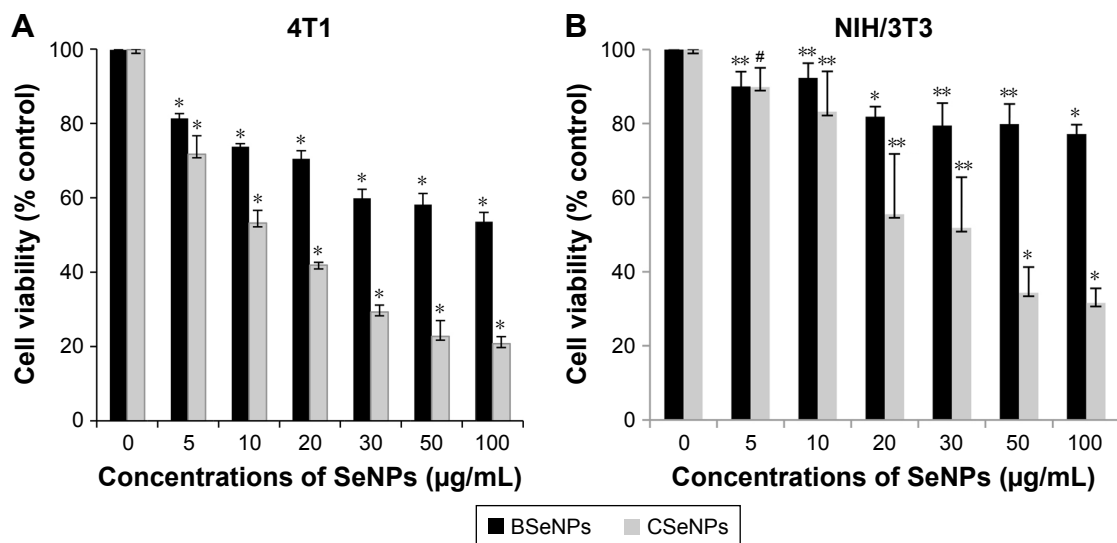 A
4T1
Cell viability (% control)
100
80
60
40
20
0
* * * * * * * * * * * *
0 5 10 20 30 50 100
Concentrations of SeNPs (µg/mL)
B
NIH/3T3
Cell viability (% control)
100
80
60
40
20
0
** # ** ** * ** ** ** ** * * *
0 5 10 20 30 50 100
Concentrations of SeNPs (µg/mL)
BSeNPs CSeNPs